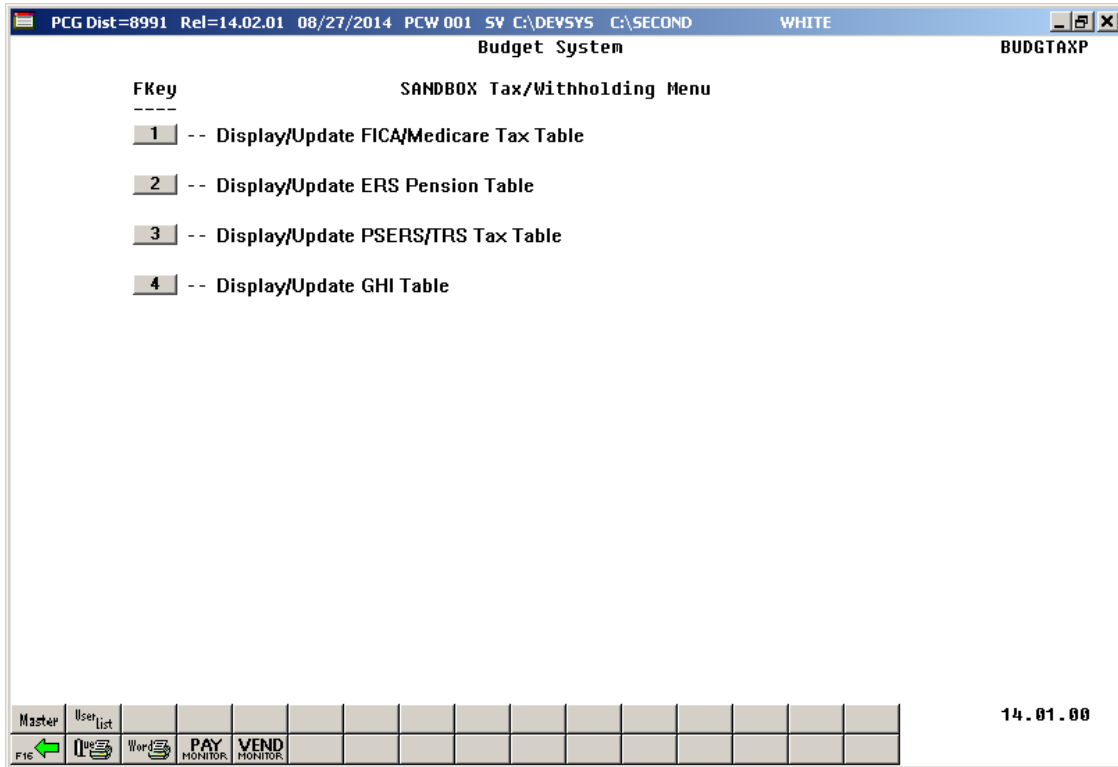 PCG Dist=8991 Rel=14.02.01 08/27/2014 PCW 001 SV C:\DEVSYS C:\SECOND WHITE
Budget System BUDGTAXP
FKey SANDBOX Tax/Withholding Menu
----
1 -- Display/Update FICA/Medicare Tax Table
2 -- Display/Update ERS Pension Table
3 -- Display/Update PSERS/TRS Tax Table
4 -- Display/Update GHI Table
Master User List 14.01.00
F16 Que Word PAY MONITOR VEND MONITOR